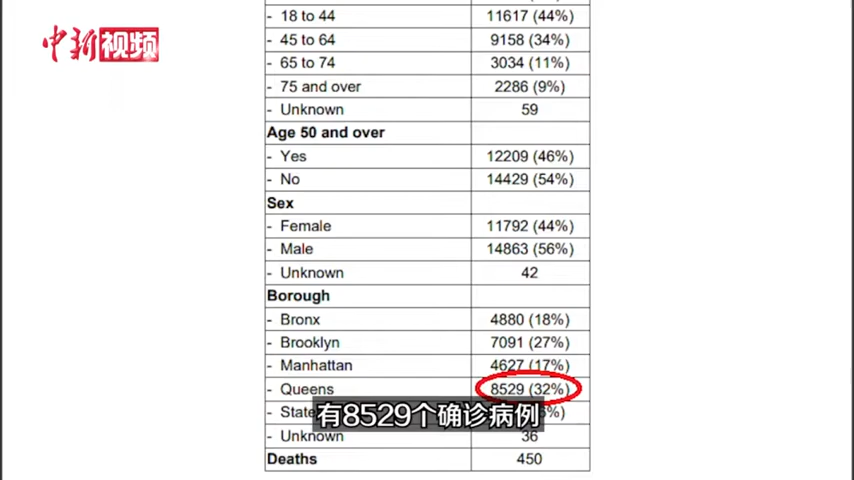 中新视频
- 18 to 44 11617 (44%)
- 45 to 64 9158 (34%)
- 65 to 74 3034 (11%)
- 75 and over 2286 (9%)
- Unknown 59
Age 50 and over
- Yes 12209 (46%)
- No 14429 (54%)
Sex
- Female 11792 (44%)
- Male 14863 (56%)
- Unknown 42
Borough
- Bronx 4880 (18%)
- Brooklyn 7091 (27%)
- Manhattan 4627 (17%)
- Queens 8529 (32%)
有8529个确诊病例
- Unknown 36
Deaths 450